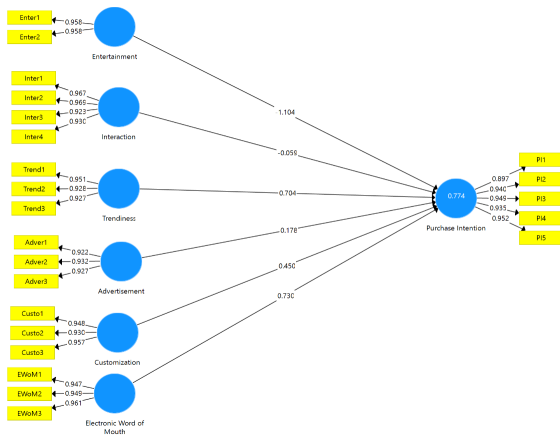 Enter1
0.958
Enter2
0.958
Entertainment
Inter1
0.967
Inter2
0.969
Inter3
0.923
Inter4
0.930
Interaction
Trend1
0.951
Trend2
0.928
Trend3
0.927
Trendiness
Adver1
0.922
Adver2
0.932
Adver3
0.927
Advertisement
Custo1
0.948
Custo2
0.930
Custo3
0.957
Customization
EWoM1
0.947
EWoM2
0.949
EWoM3
0.961
Electronic Word of
Mouth
-0.059
0.704
0.178
0.450
0.730
0.774
Purchase Intention
0.897
PI1
0.940
PI2
0.949
PI3
0.935
PI4
0.952
PI5